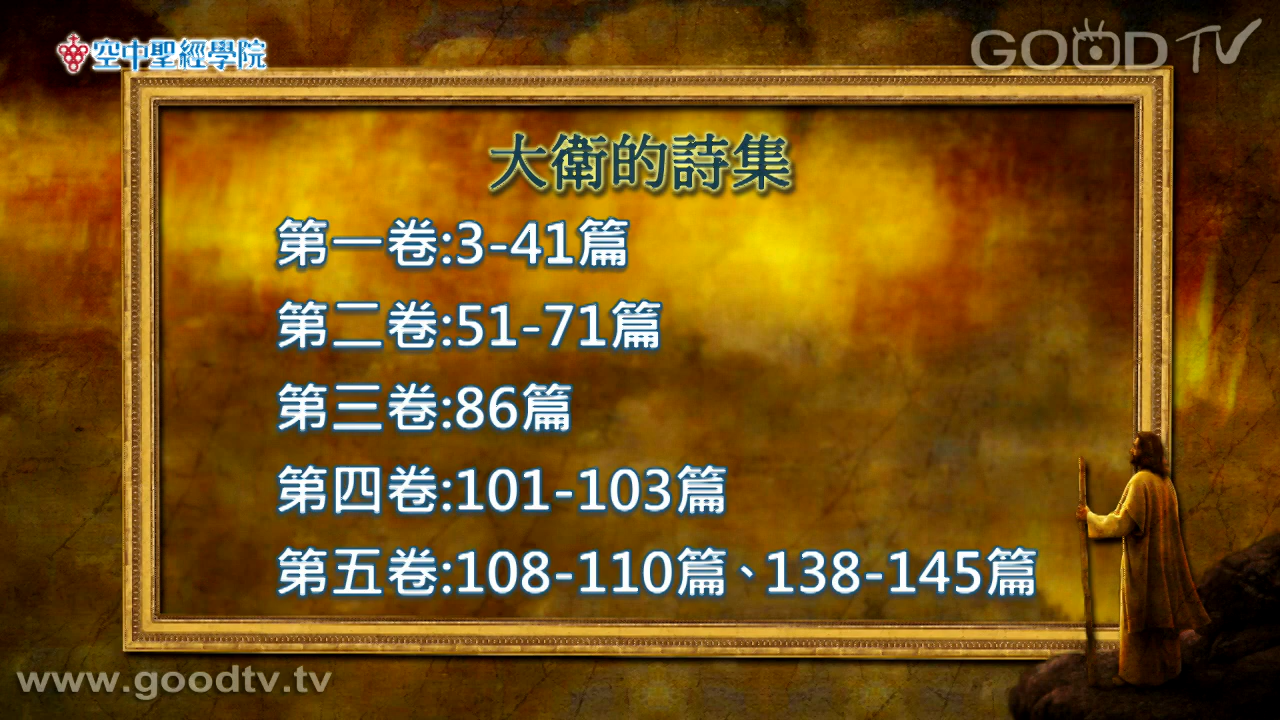 空中聖經學院
GOOD TV
大衛的詩集
第一卷:3-41篇
第二卷:51-71篇
第三卷:86篇
第四卷:101-103篇
第五卷:108-110篇、138-145篇
www.goodtv.tv